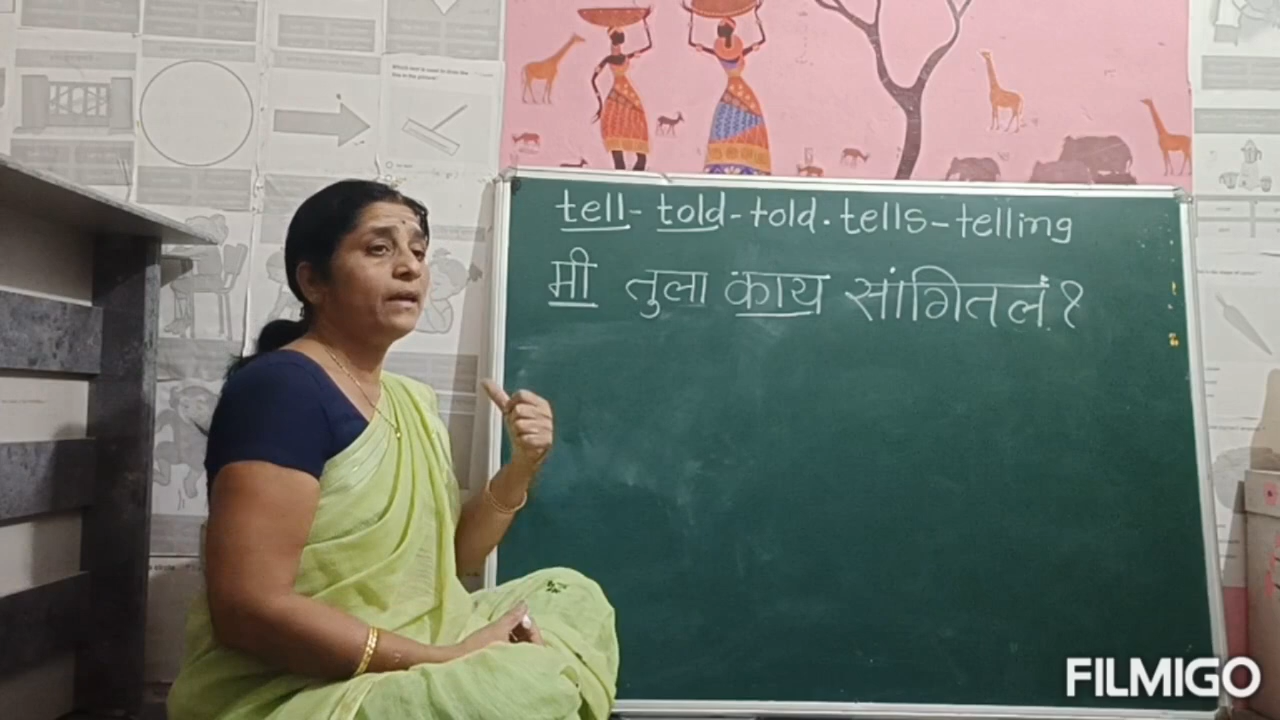 tell - told - told. tells - telling
मी तुला काय सांगितलं?
FILMIGO